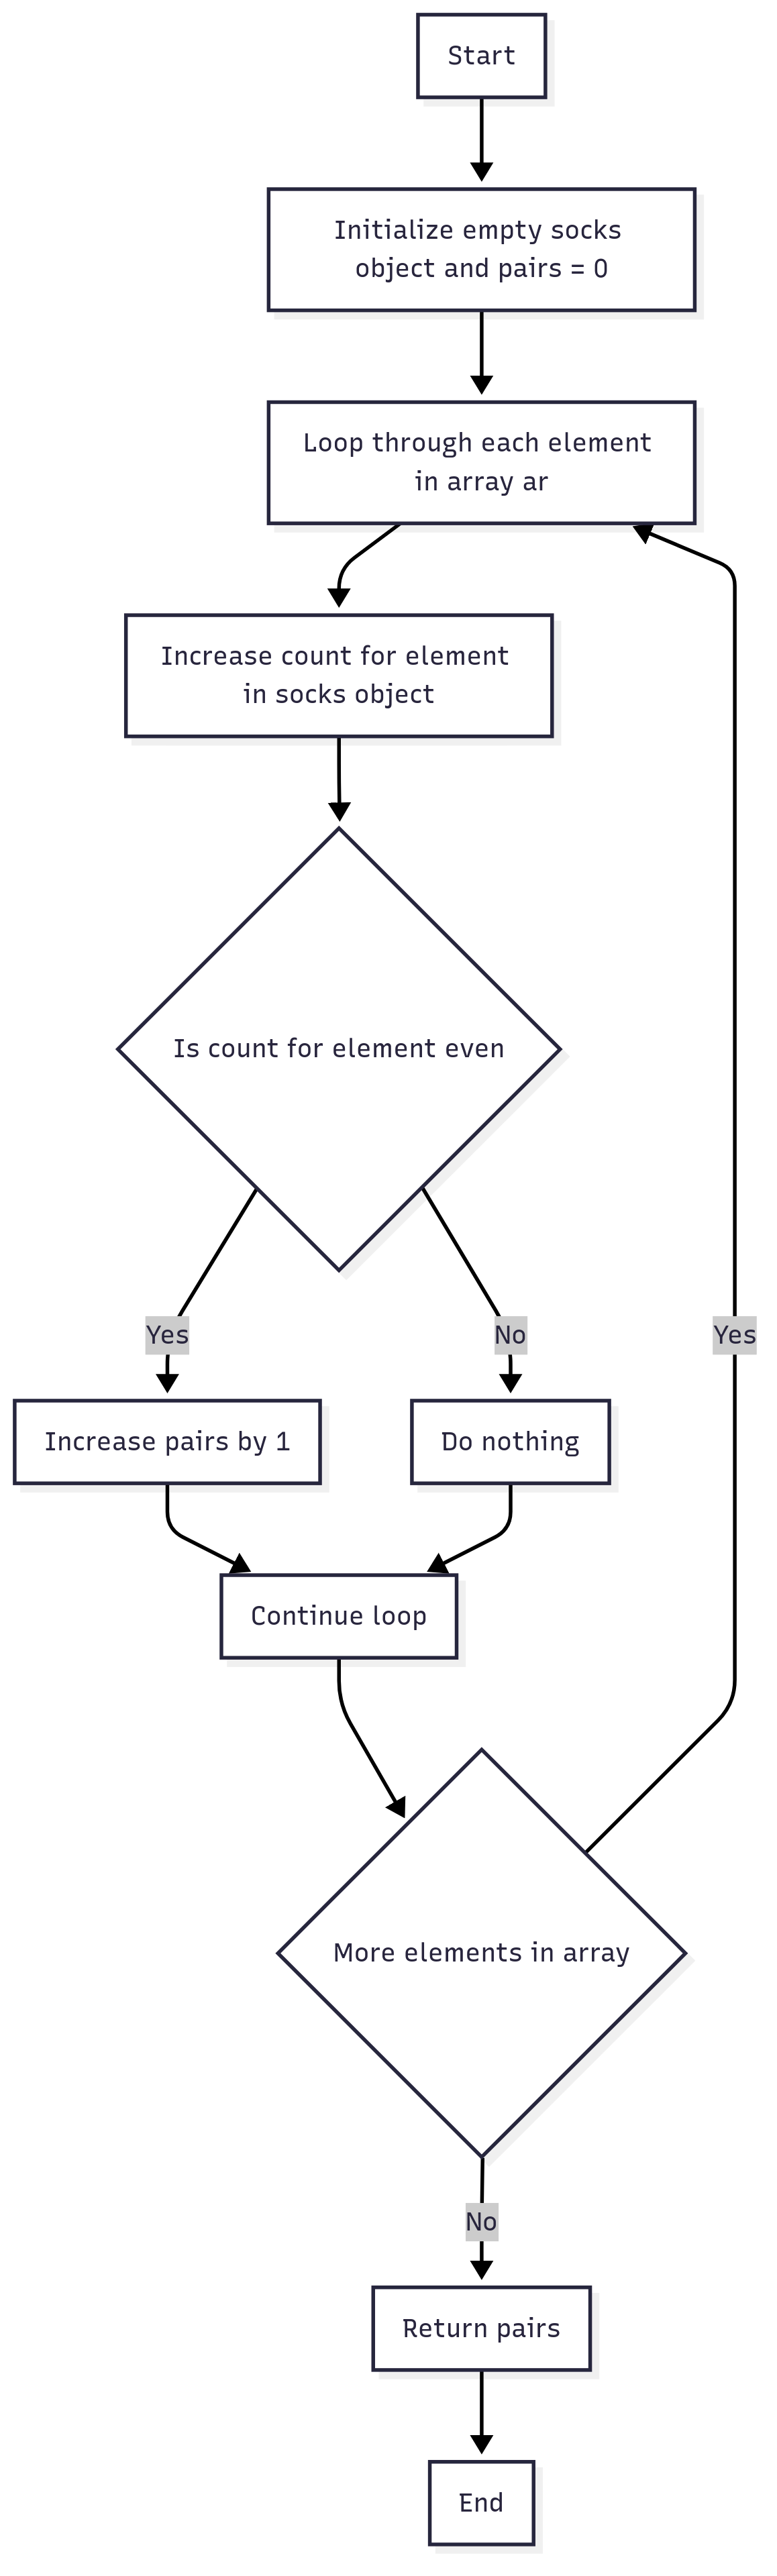 Start
Initialize empty socks
object and pairs = 0
Loop through each element
in array ar
Increase count for element
in socks object
Is count for element even
Yes
No
Yes
Increase pairs by 1
Do nothing
Continue loop
More elements in array
No
Return pairs
End